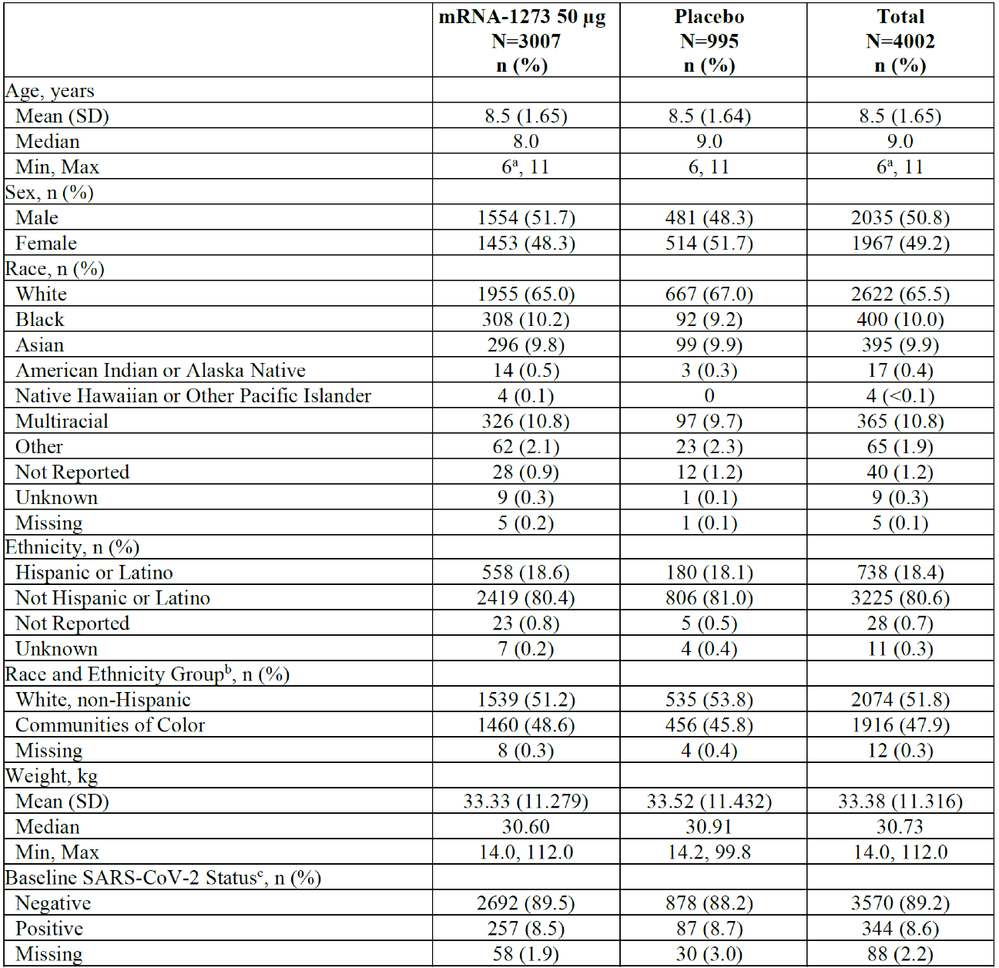 mRNA-1273 50 µg Placebo Total
N=3007 N=995 N=4002
n (%) n (%) n (%)
Age, years
Mean (SD) 8.5 (1.65) 8.5 (1.64) 8.5 (1.65)
Median 8.0 9.0 9.0
Min, Max 6ᵃ, 11 6, 11 6ᵃ, 11
Sex, n (%)
Male 1554 (51.7) 481 (48.3) 2035 (50.8)
Female 1453 (48.3) 514 (51.7) 1967 (49.2)
Race, n (%)
White 1955 (65.0) 667 (67.0) 2622 (65.5)
Black 308 (10.2) 92 (9.2) 400 (10.0)
Asian 296 (9.8) 99 (9.9) 395 (9.9)
American Indian or Alaska Native 14 (0.5) 3 (0.3) 17 (0.4)
Native Hawaiian or Other Pacific Islander 4 (0.1) 0 4 (<0.1)
Multiracial 326 (10.8) 97 (9.7) 365 (10.8)
Other 62 (2.1) 23 (2.3) 65 (1.9)
Not Reported 28 (0.9) 12 (1.2) 40 (1.2)
Unknown 9 (0.3) 1 (0.1) 9 (0.3)
Missing 5 (0.2) 1 (0.1) 5 (0.1)
Ethnicity, n (%)
Hispanic or Latino 558 (18.6) 180 (18.1) 738 (18.4)
Not Hispanic or Latino 2419 (80.4) 806 (81.0) 3225 (80.6)
Not Reported 23 (0.8) 5 (0.5) 28 (0.7)
Unknown 7 (0.2) 4 (0.4) 11 (0.3)
Race and Ethnicity Groupᵇ, n (%)
White, non-Hispanic 1539 (51.2) 535 (53.8) 2074 (51.8)
Communities of Color 1460 (48.6) 456 (45.8) 1916 (47.9)
Missing 8 (0.3) 4 (0.4) 12 (0.3)
Weight, kg
Mean (SD) 33.33 (11.279) 33.52 (11.432) 33.38 (11.316)
Median 30.60 30.91 30.73
Min, Max 14.0, 112.0 14.2, 99.8 14.0, 112.0
Baseline SARS-CoV-2 Statusᶜ, n (%)
Negative 2692 (89.5) 878 (88.2) 3570 (89.2)
Positive 257 (8.5) 87 (8.7) 344 (8.6)
Missing 58 (1.9) 30 (3.0) 88 (2.2)